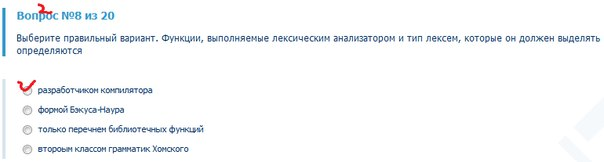 2
Вопрос №8 из 20
Выберите правильный вариант. Функции, выполняемые лексическим анализатором и тип лексем, которые он должен выделять
определяются
разработчиком компилятора
формой Бэкуса-Наура
только перечнем библиотечных функций
вторым классом грамматик Хомского